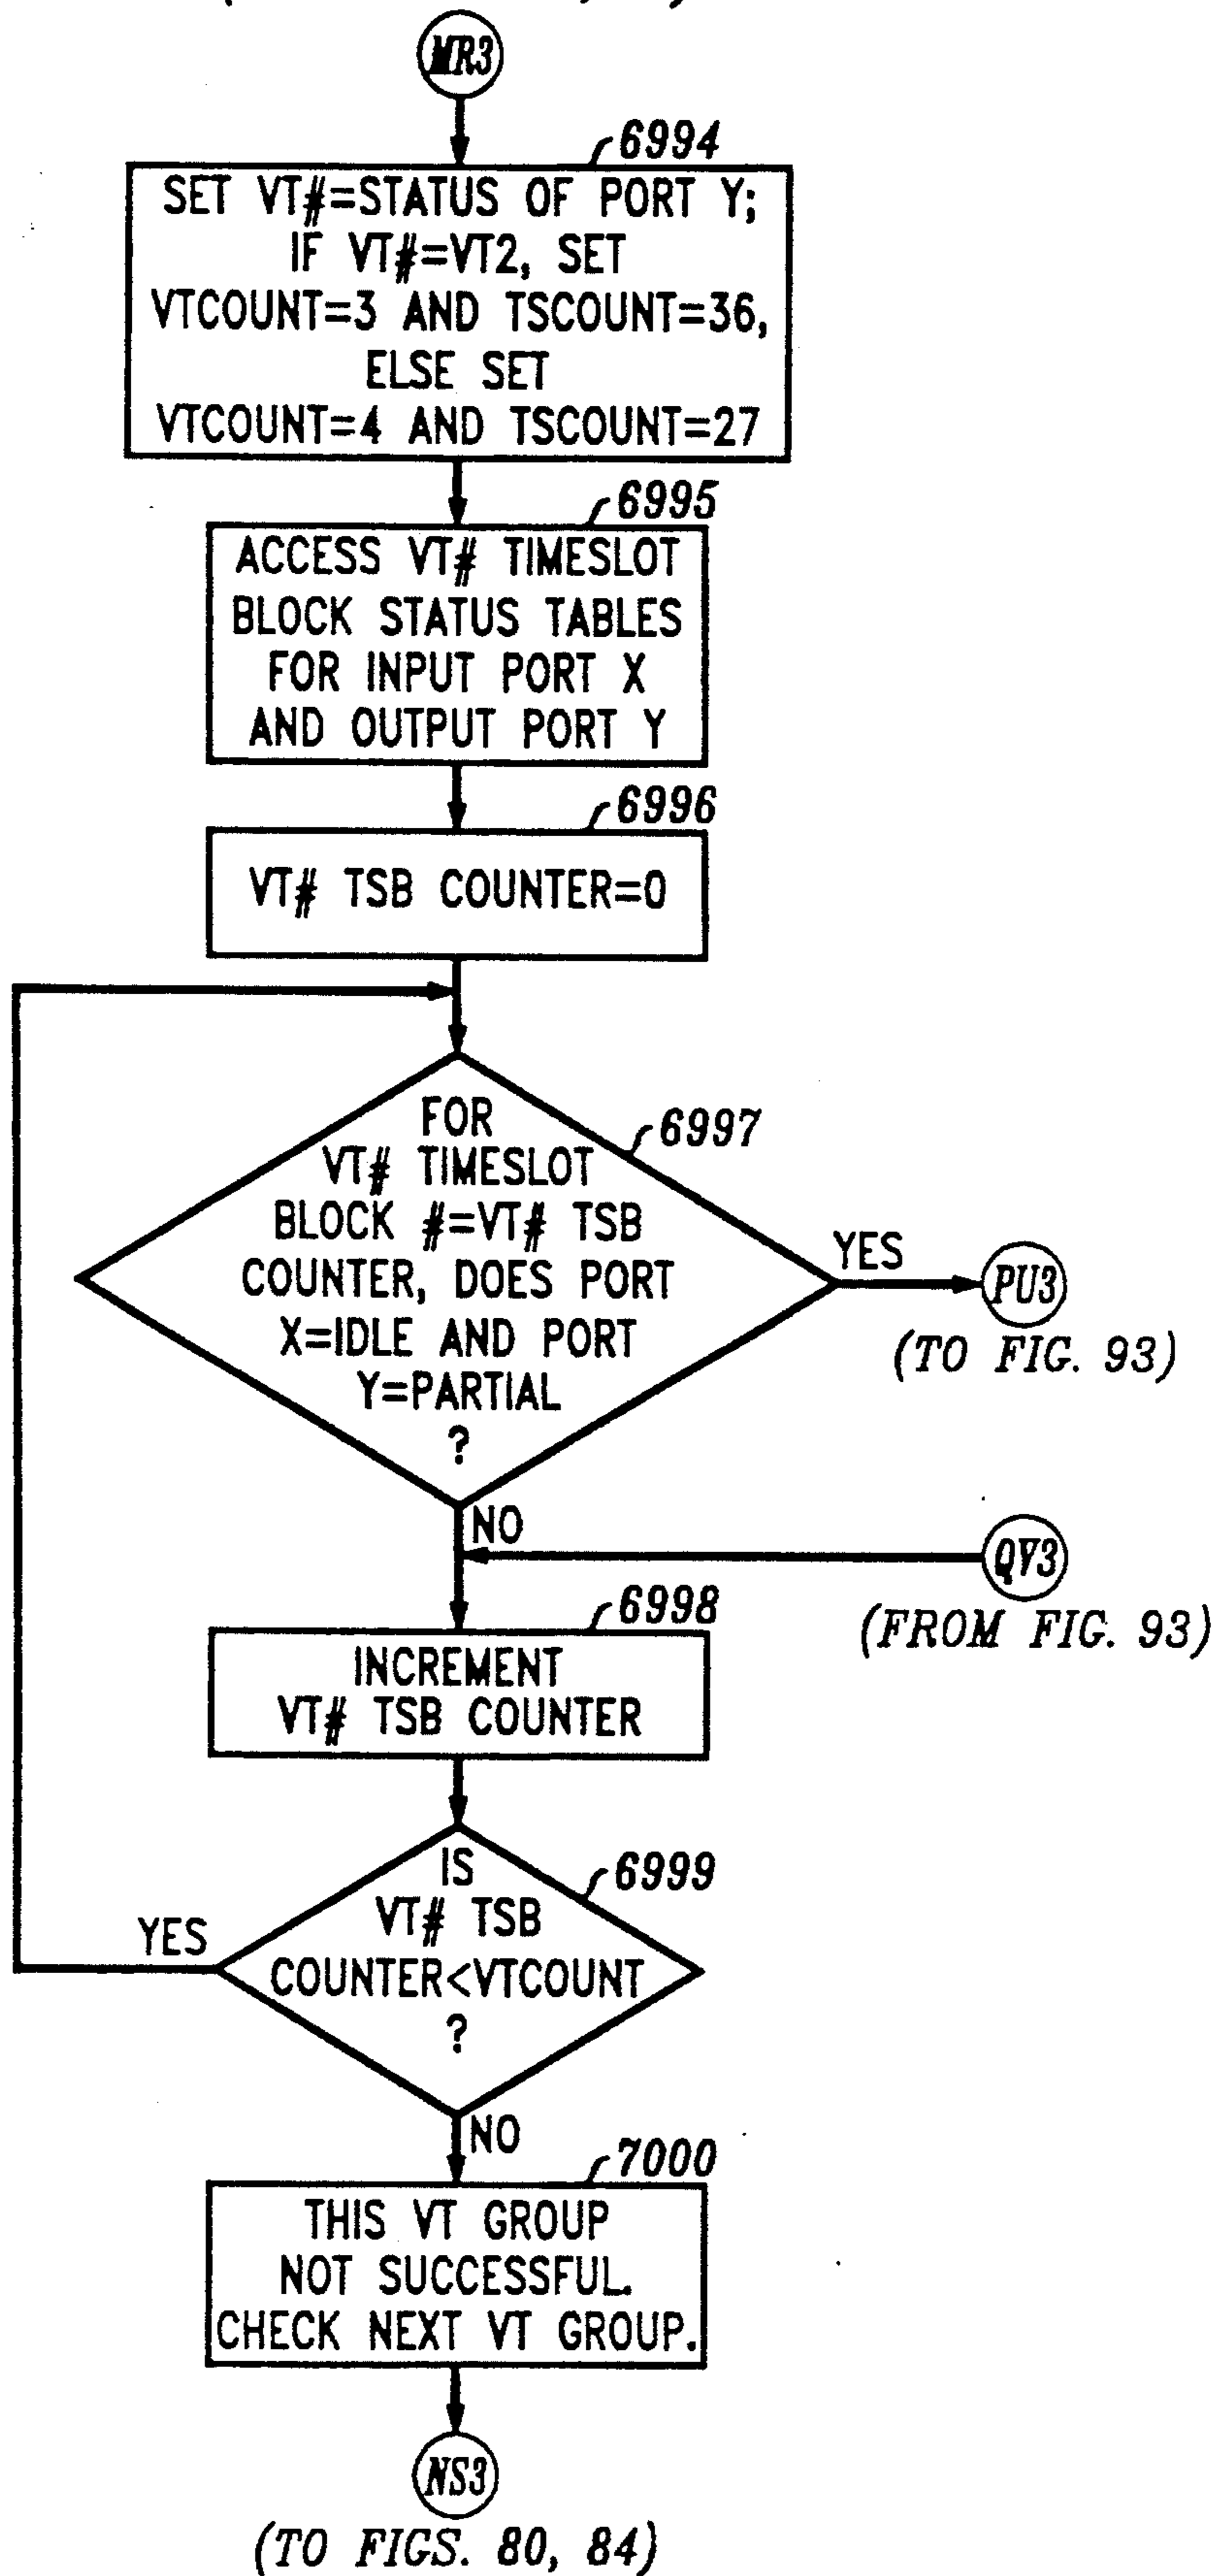 MR3
6994
SET VT#=STATUS OF PORT Y;
IF VT#=VT2, SET
VTCOUNT=3 AND TSCOUNT=36,
ELSE SET
VTCOUNT=4 AND TSCOUNT=27
6995
ACCESS VT# TIMESLOT
BLOCK STATUS TABLES
FOR INPUT PORT X
AND OUTPUT PORT Y
6996
VT# TSB COUNTER=0
6997
FOR
VT# TIMESLOT
BLOCK #=VT# TSB
COUNTER, DOES PORT
X=IDLE AND PORT
Y=PARTIAL
?
YES
PU3
(TO FIG. 93)
NO
QV3
(FROM FIG. 93)
6998
INCREMENT
VT# TSB COUNTER
6999
IS
VT# TSB
COUNTER<VTCOUNT
?
YES
NO
7000
THIS VT GROUP
NOT SUCCESSFUL.
CHECK NEXT VT GROUP.
NS3
(TO FIGS. 80, 84)